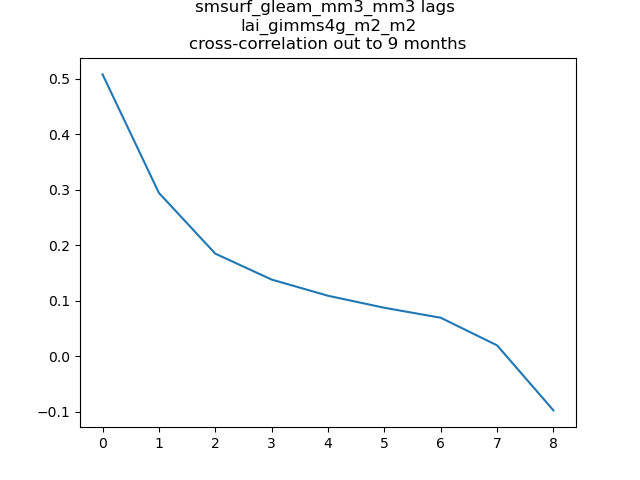 smsurf_gleam_mm3_mm3 lags
lai_gimms4g_m2_m2
cross-correlation out to 9 months
0.5
0.4
0.3
0.2
0.1
0.0
−0.1
0 1 2 3 4 5 6 7 8